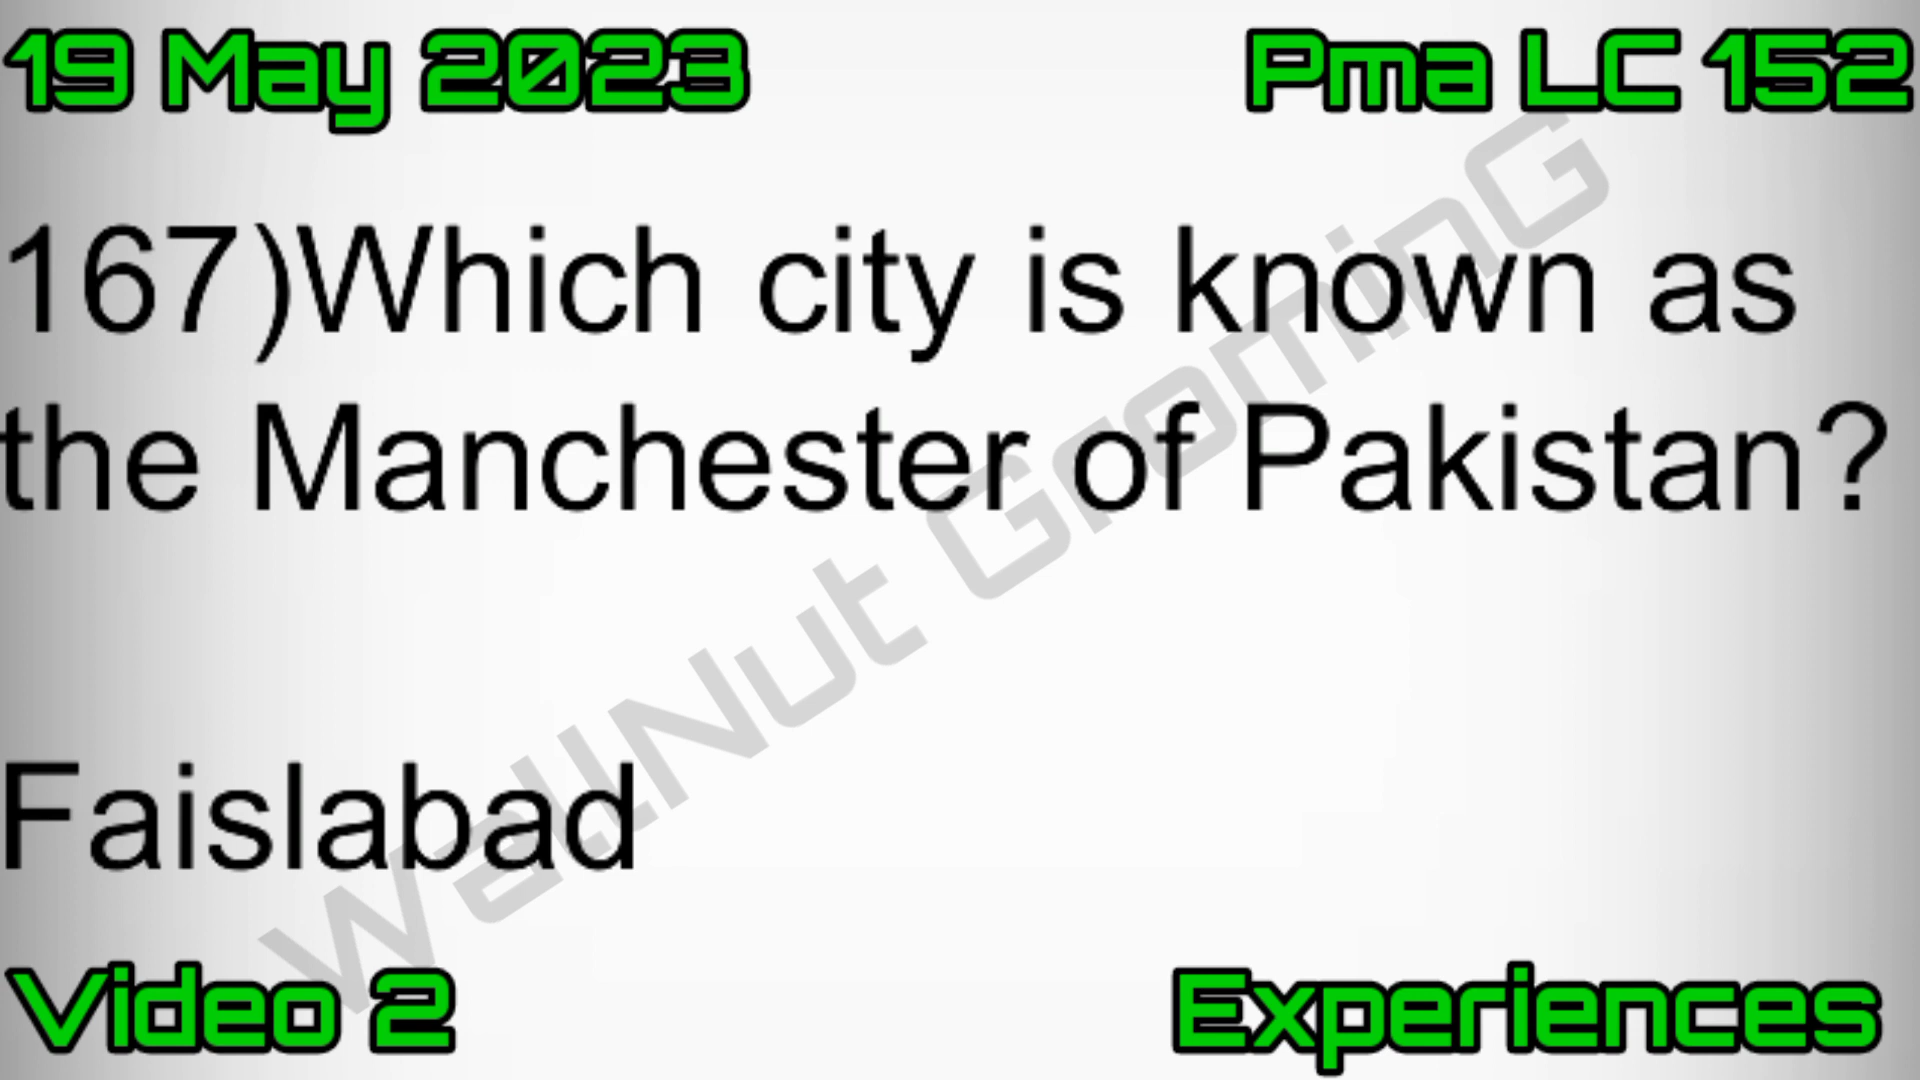 19 May 2023
Pma LC 152
167)Which city is known as
the Manchester of Pakistan?
Faislabad
WallNut GrominG
Video 2
Experiences